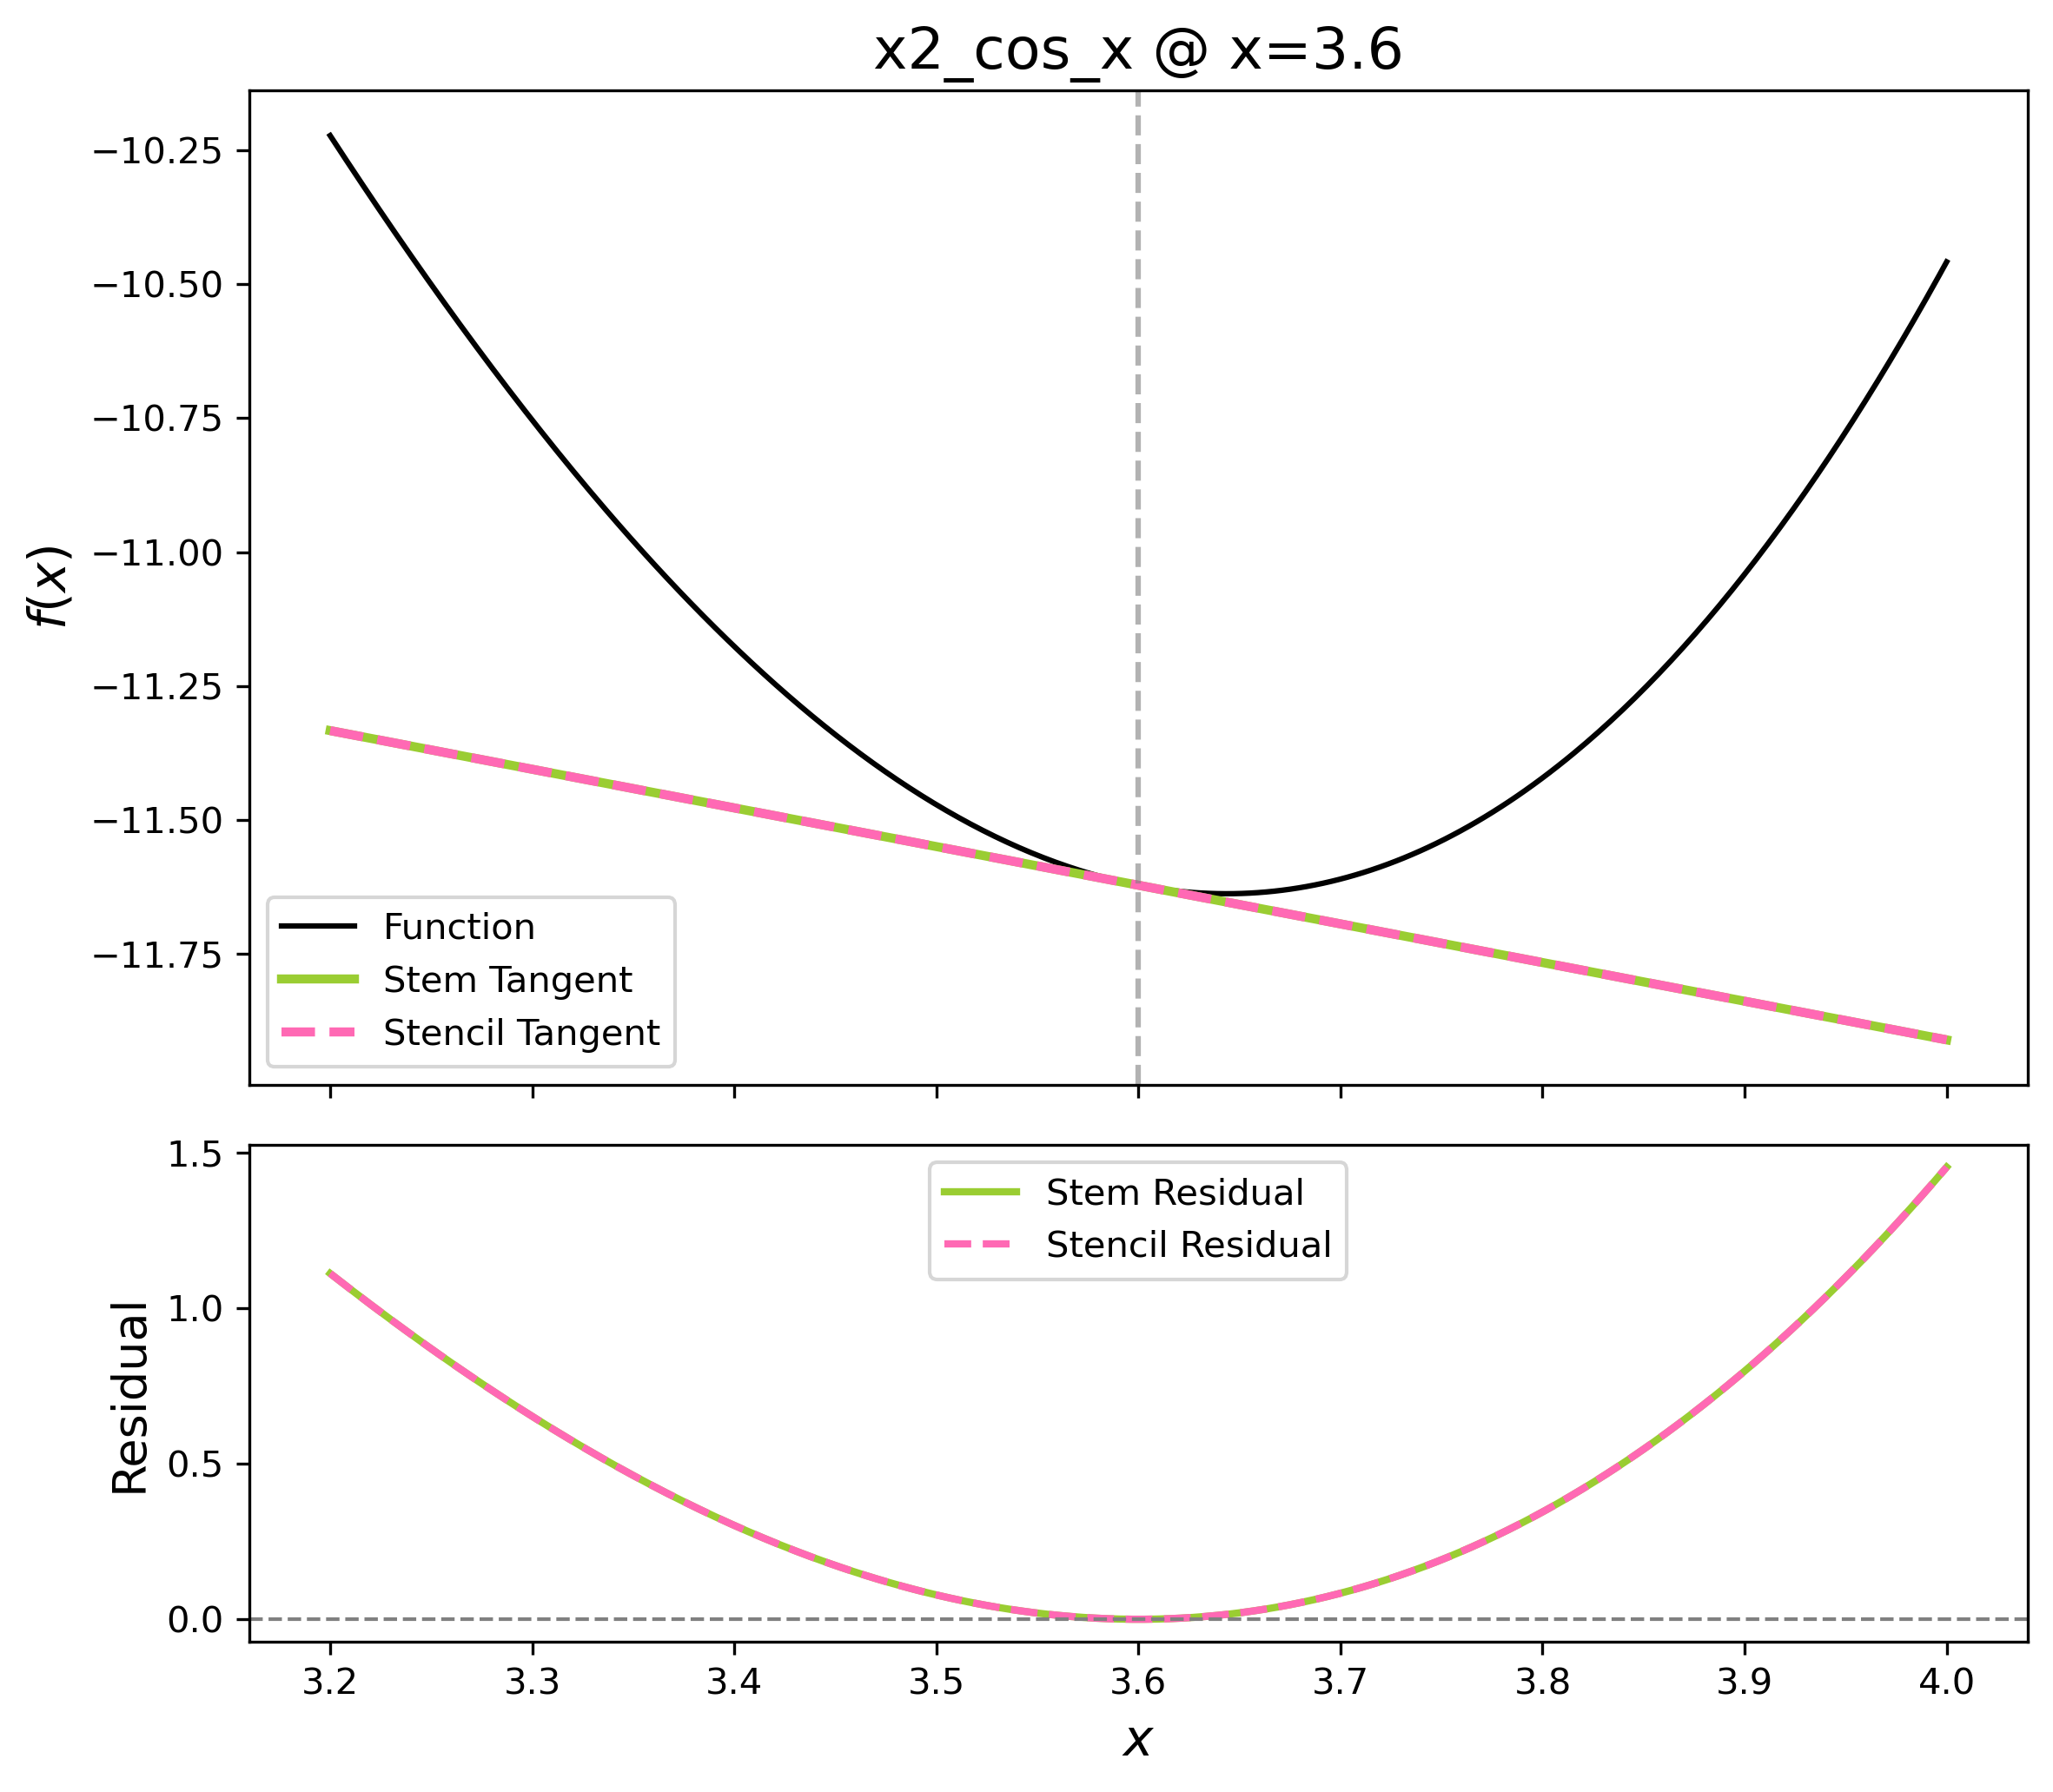 x2_cos_x @ x=3.6
f(x)
−10.25
−10.50
−10.75
−11.00
−11.25
−11.50
−11.75
Function
Stem Tangent
Stencil Tangent
Residual
1.5
1.0
0.5
0.0
Stem Residual
Stencil Residual
3.2 3.3 3.4 3.5 3.6 3.7 3.8 3.9 4.0
x